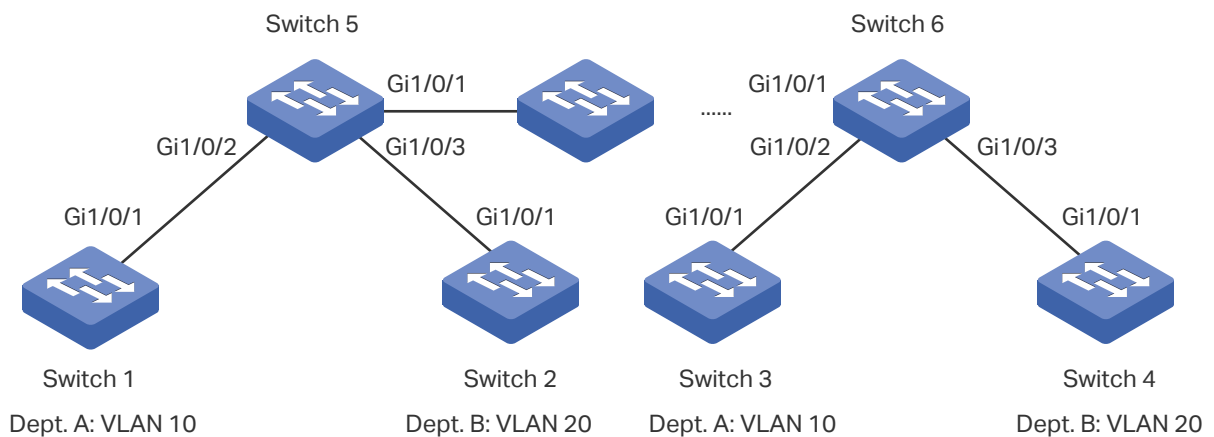 Switch 5
Switch 6
Gi1/0/1
......
Gi1/0/1
Gi1/0/2
Gi1/0/3
Gi1/0/2
Gi1/0/3
Gi1/0/1
Gi1/0/1
Gi1/0/1
Gi1/0/1
Switch 1
Switch 2
Switch 3
Switch 4
Dept. A: VLAN 10
Dept. B: VLAN 20
Dept. A: VLAN 10
Dept. B: VLAN 20